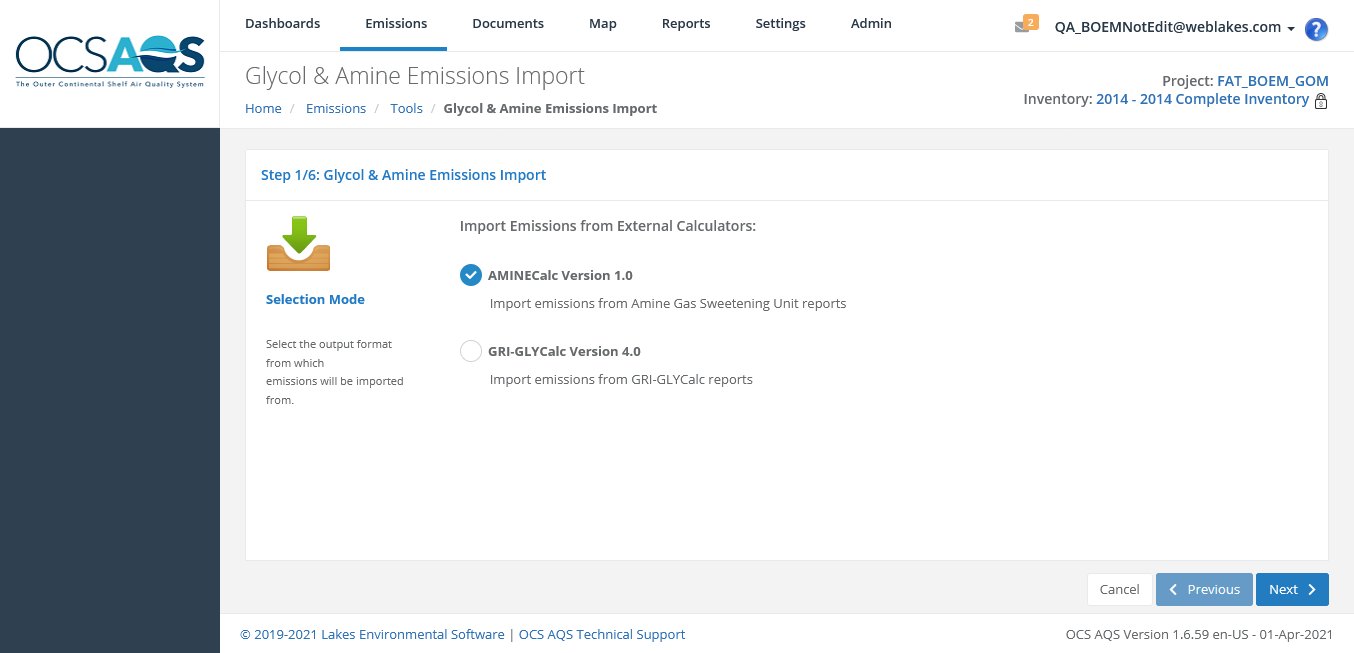 OCSAQS
The Outer Continental Shelf Air Quality System
Dashboards Emissions Documents Map Reports Settings Admin 2 QA_BOEMNotEdit@weblakes.com ?
Glycol & Amine Emissions Import
Home / Emissions / Tools / Glycol & Amine Emissions Import
Project: FAT_BOEM_GOM
Inventory: 2014 - 2014 Complete Inventory
Step 1/6: Glycol & Amine Emissions Import
Selection Mode
Select the output format
from which
emissions will be imported
from.
Import Emissions from External Calculators:
AMINECalc Version 1.0
Import emissions from Amine Gas Sweetening Unit reports
GRI-GLYCalc Version 4.0
Import emissions from GRI-GLYCalc reports
Cancel Previous Next
© 2019-2021 Lakes Environmental Software | OCS AQS Technical Support
OCS AQS Version 1.6.59 en-US - 01-Apr-2021